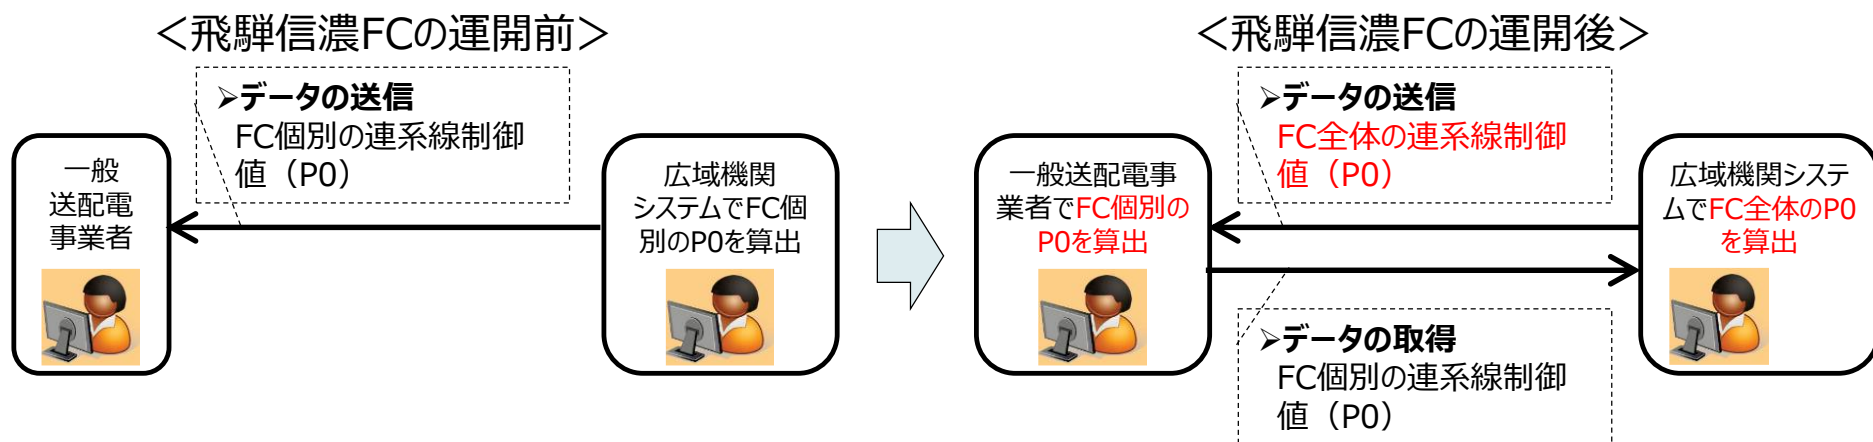 ＜飛騨信濃FCの運開前＞
➢データの送信
FC個別の連系線制御
値（P0）
一般
送配電
事業者
広域機関
システムでFC個
別のP0を算出
＜飛騨信濃FCの運開後＞
➢データの送信
FC全体の連系線制御
値（P0）
一般送配電事
業者でFC個別の
P0を算出
広域機関システ
ムでFC全体のP0
を算出
➢データの取得
FC個別の連系線制御
値（P0）